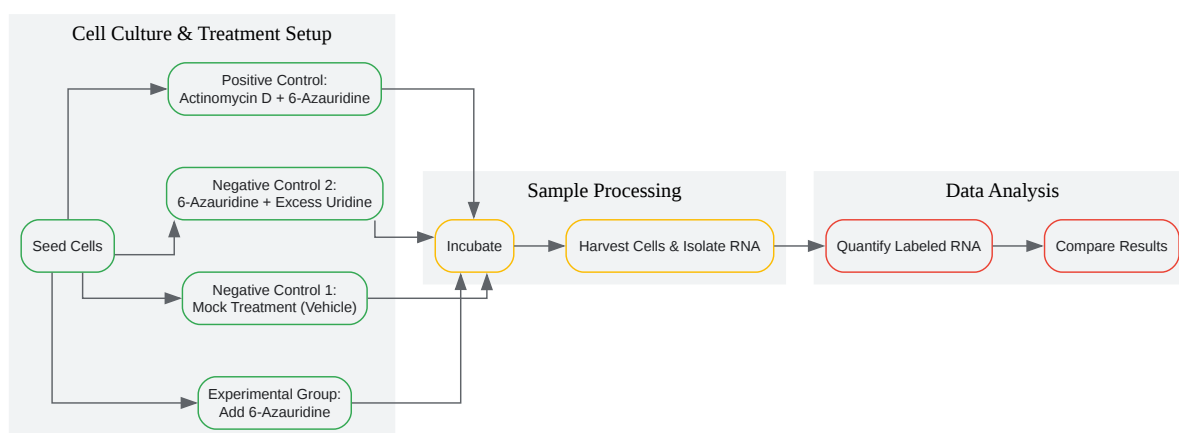 Cell Culture & Treatment Setup
Positive Control:
Actinomycin D + 6-Azauridine
Negative Control 2:
6-Azauridine + Excess Uridine
Seed Cells
Negative Control 1:
Mock Treatment (Vehicle)
Experimental Group:
Add 6-Azauridine
Sample Processing
Incubate
Harvest Cells & Isolate RNA
Data Analysis
Quantify Labeled RNA
Compare Results